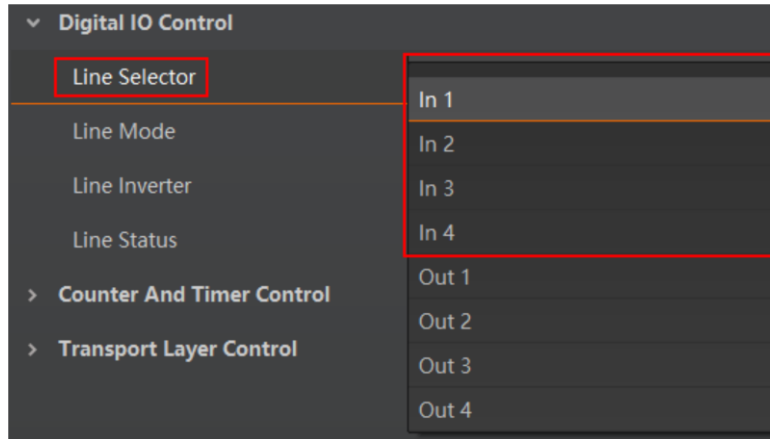 Digital IO Control
Line Selector
In 1
In 2
In 3
In 4
Out 1
Out 2
Out 3
Out 4
Line Mode
Line Inverter
Line Status
Counter And Timer Control
Transport Layer Control